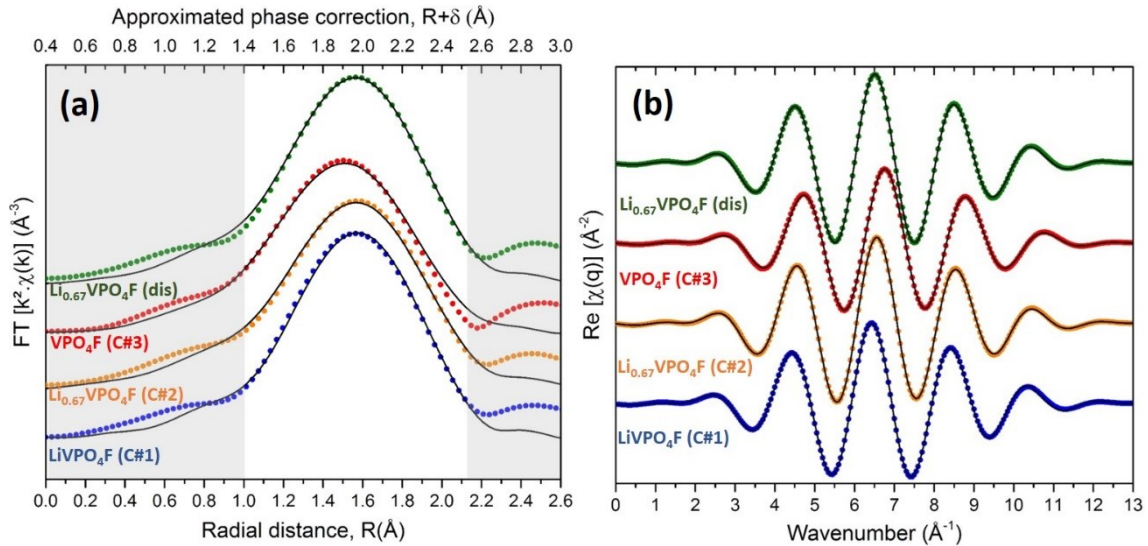 Approximated phase correction, R+δ (Å)
0.4 0.6 0.8 1.0 1.2 1.4 1.6 1.8 2.0 2.2 2.4 2.6 2.8 3.0
(a)
FT [k².χ(k)] (Å⁻³)
Li₀.₆₇VPO₄F (dis)
VPO₄F (C#3)
Li₀.₆₇VPO₄F (C#2)
LiVPO₄F (C#1)
0.0 0.2 0.4 0.6 0.8 1.0 1.2 1.4 1.6 1.8 2.0 2.2 2.4 2.6
Radial distance, R(Å)
(b)
Re [χ(q)] (Å⁻²)
Li₀.₆₇VPO₄F (dis)
VPO₄F (C#3)
Li₀.₆₇VPO₄F (C#2)
LiVPO₄F (C#1)
0 1 2 3 4 5 6 7 8 9 10 11 12 13
Wavenumber (Å⁻¹)